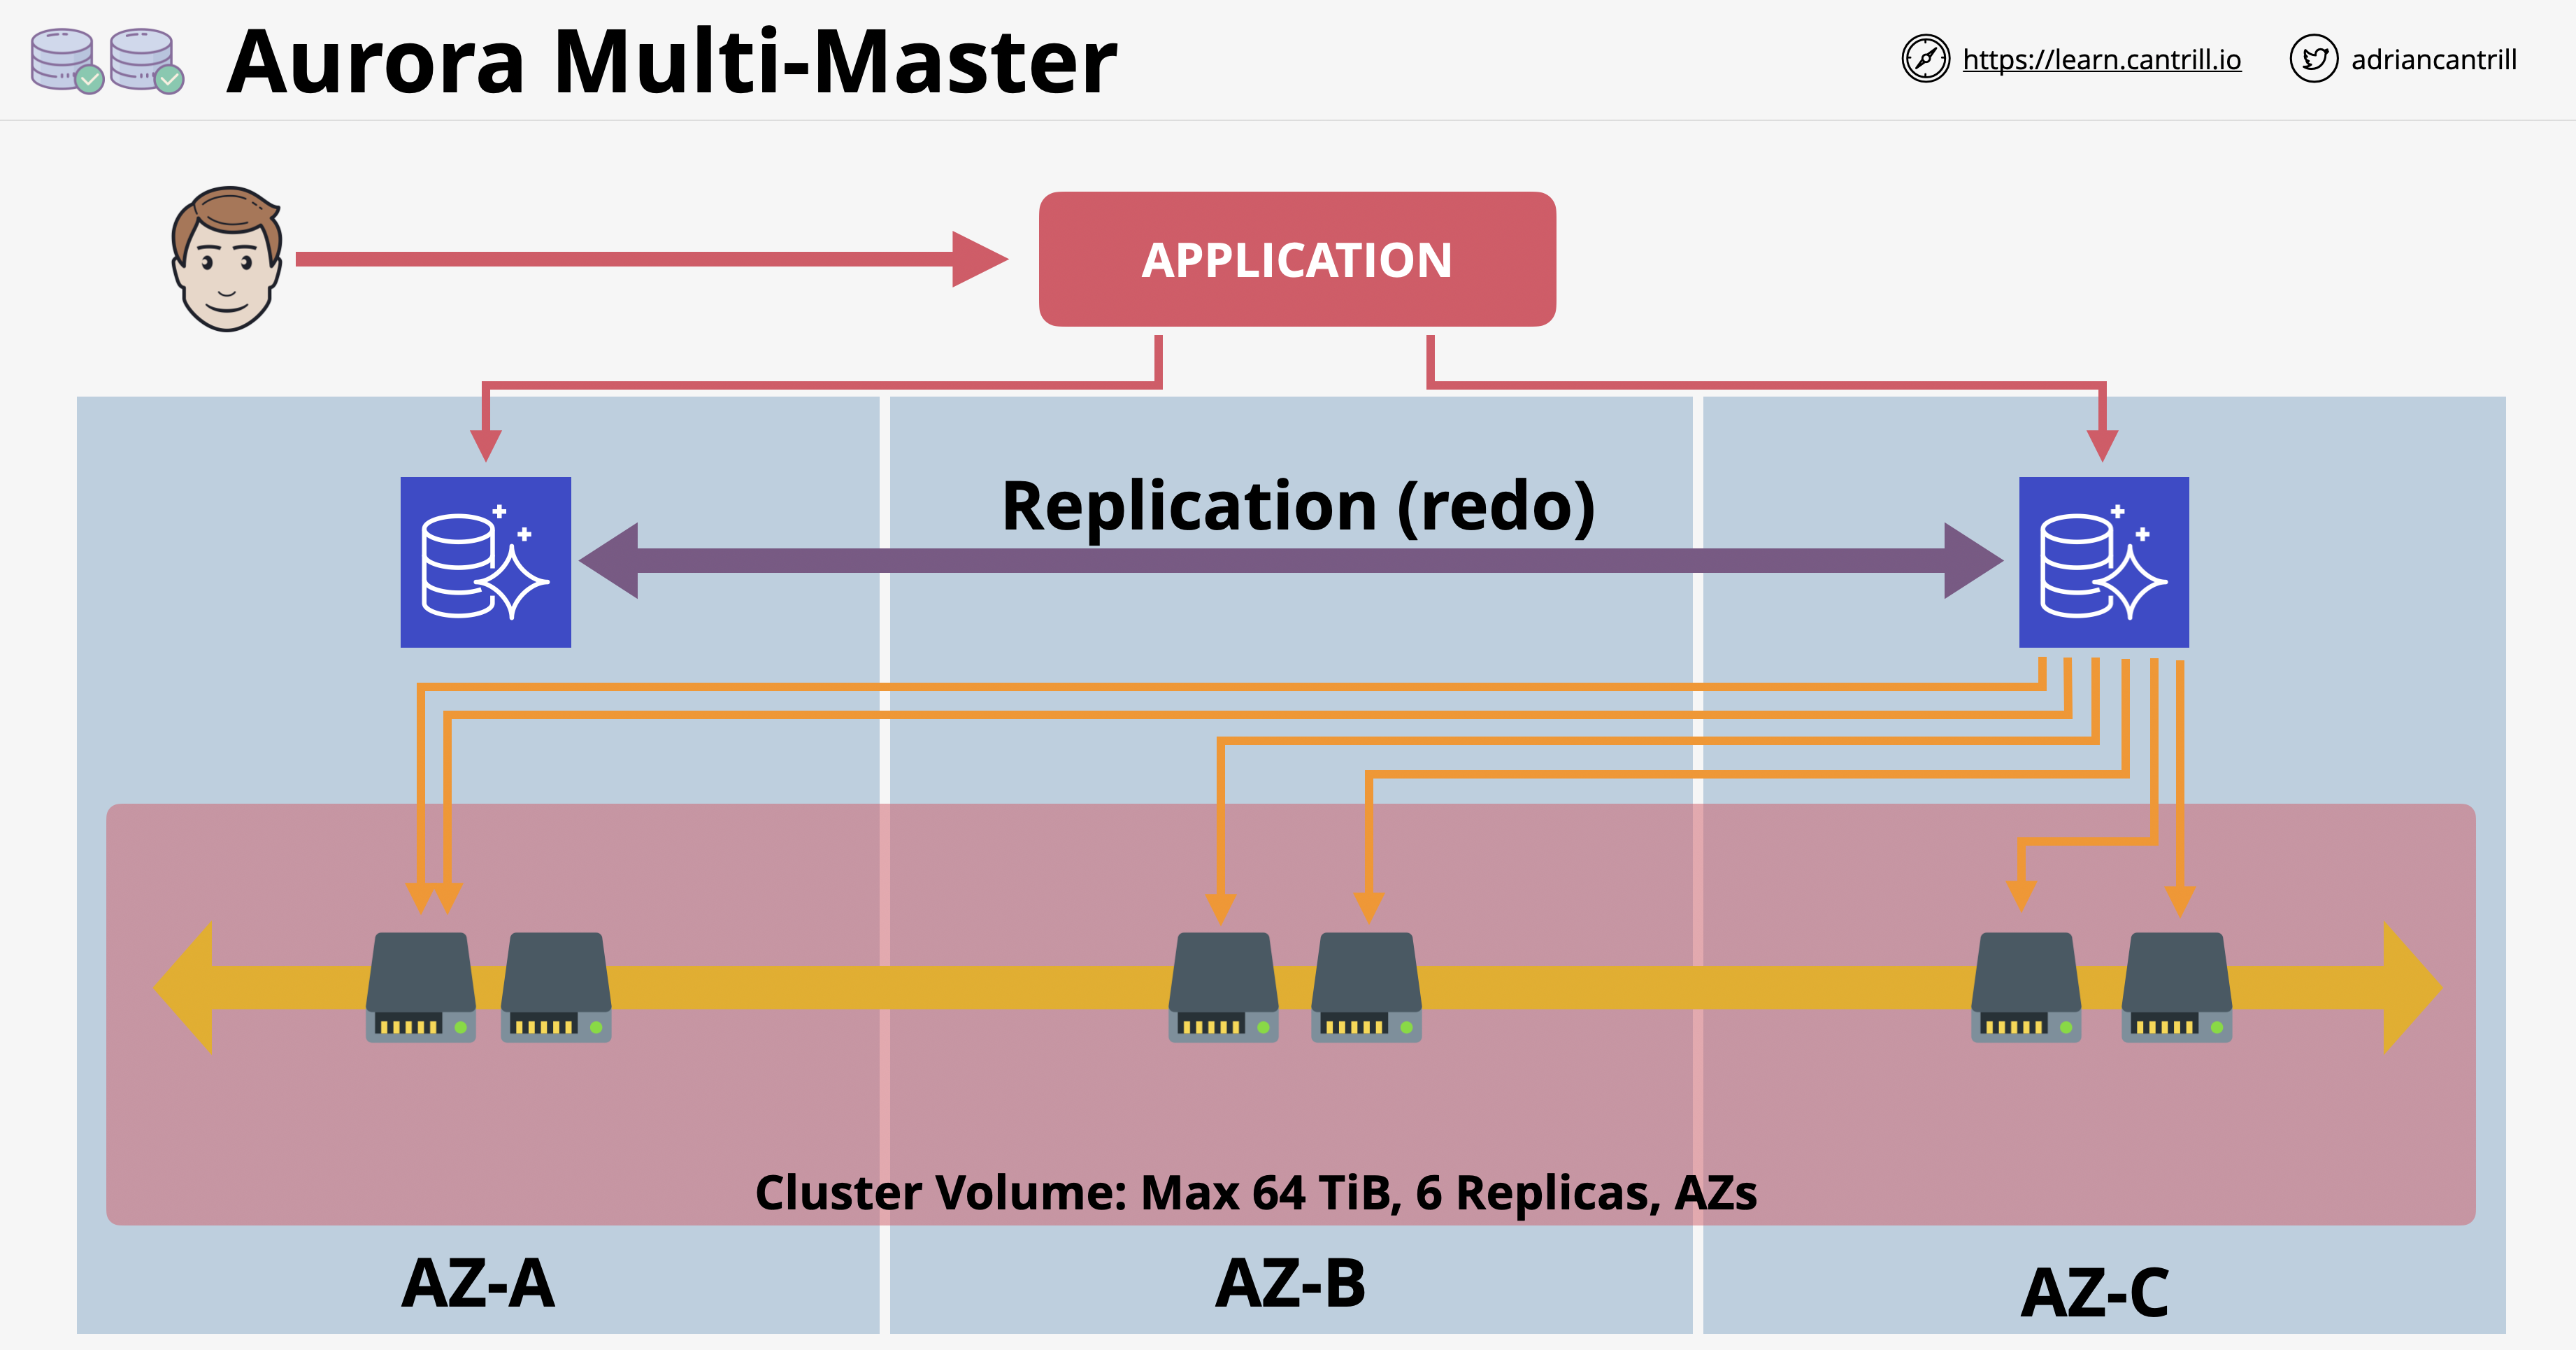 Aurora Multi-Master
https://learn.cantrill.io
adriancantrill
APPLICATION
Replication (redo)
Cluster Volume: Max 64 TiB, 6 Replicas, AZs
AZ-A
AZ-B
AZ-C